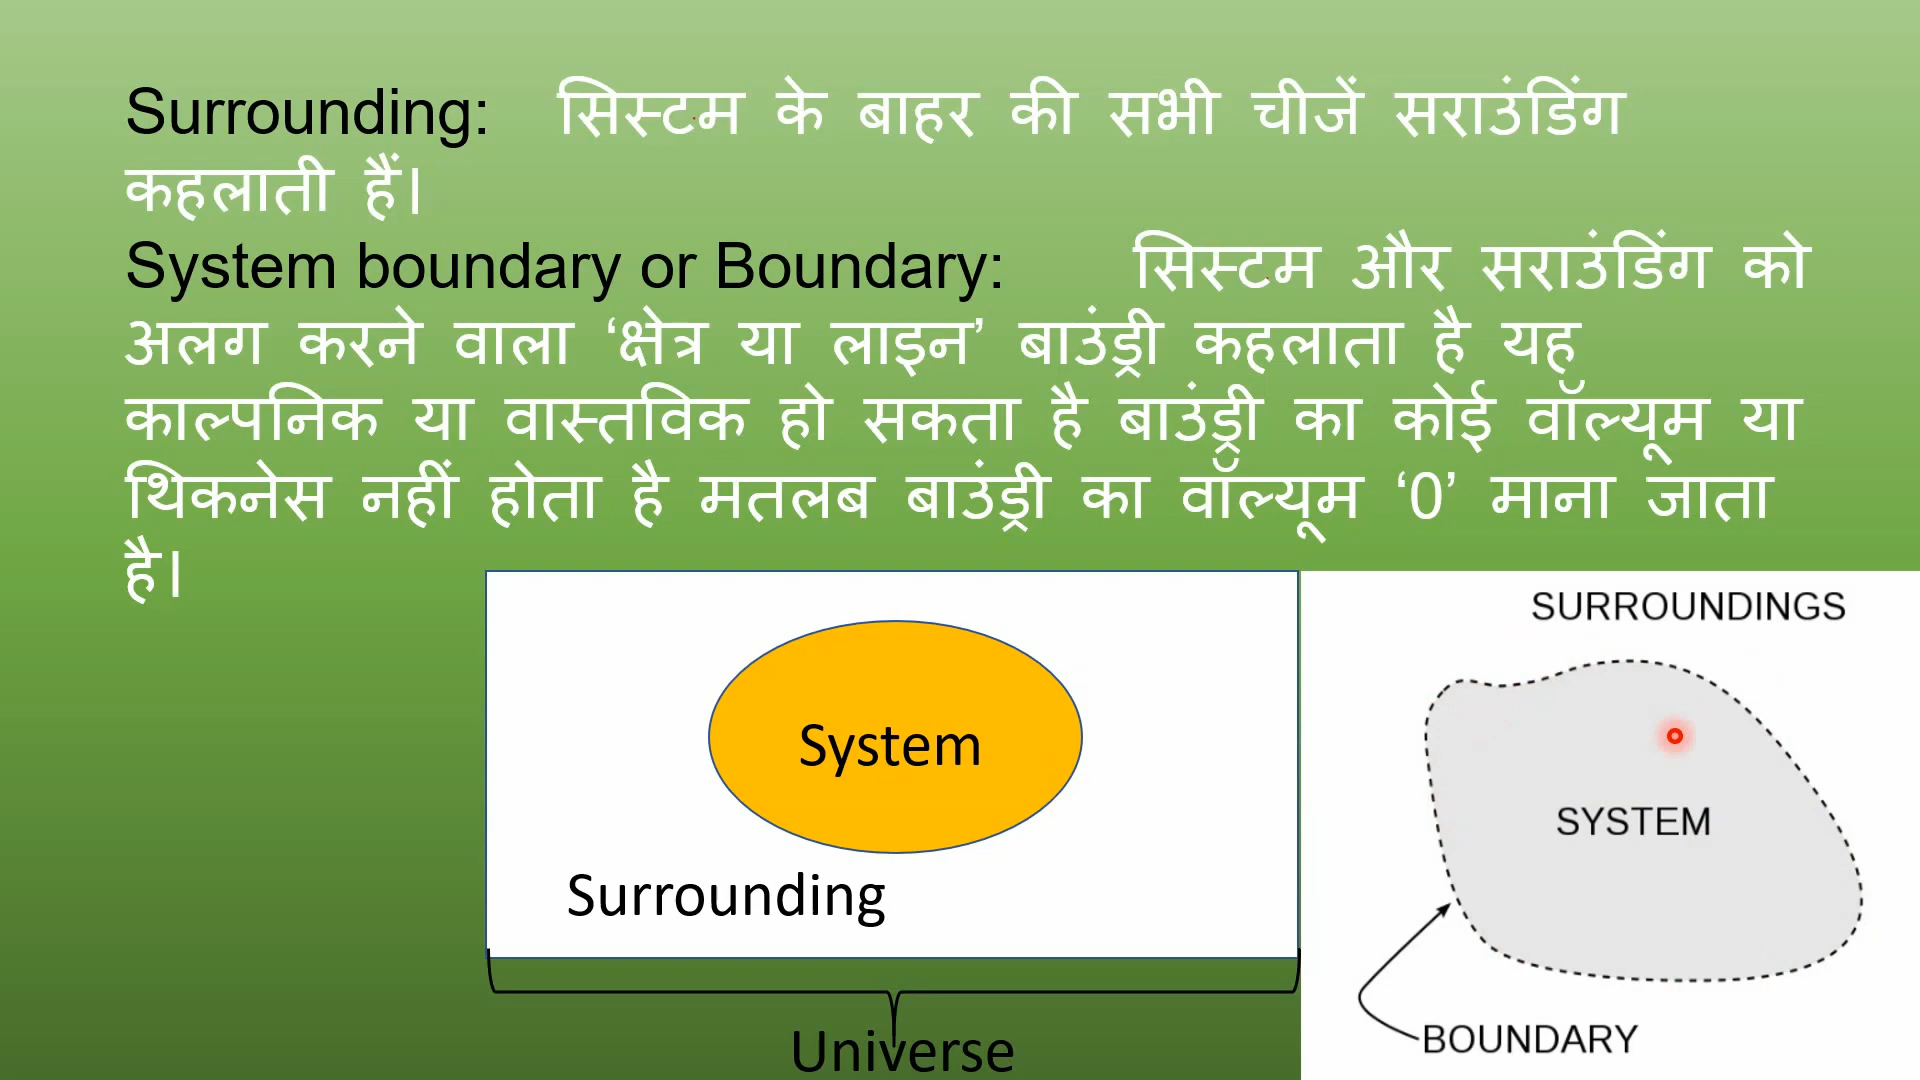 Surrounding: सिस्टम के बाहर की सभी चीजें सराउंडिंग
कहलाती हैं।
System boundary or Boundary: सिस्टम और सराउंडिंग को
अलग करने वाला ‘क्षेत्र या लाइन’ बाउंड्री कहलाता है यह
काल्पनिक या वास्तविक हो सकता है बाउंड्री का कोई वॉल्यूम या
थिकनेस नहीं होता है मतलब बाउंड्री का वॉल्यूम ‘0’ माना जाता
है।
System
Surrounding
Universe
SURROUNDINGS
SYSTEM
BOUNDARY